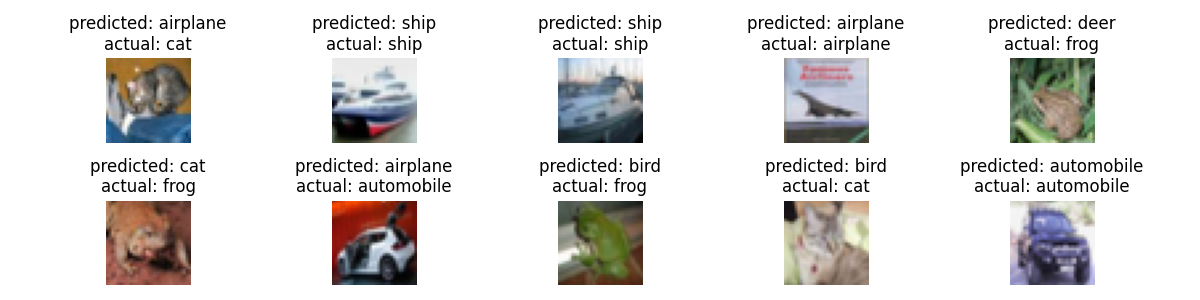 predicted: airplane
actual: cat
predicted: ship
actual: ship
predicted: ship
actual: ship
predicted: airplane
actual: airplane
predicted: deer
actual: frog
Famous
Airliners
predicted: cat
actual: frog
predicted: airplane
actual: automobile
predicted: bird
actual: frog
predicted: bird
actual: cat
predicted: automobile
actual: automobile